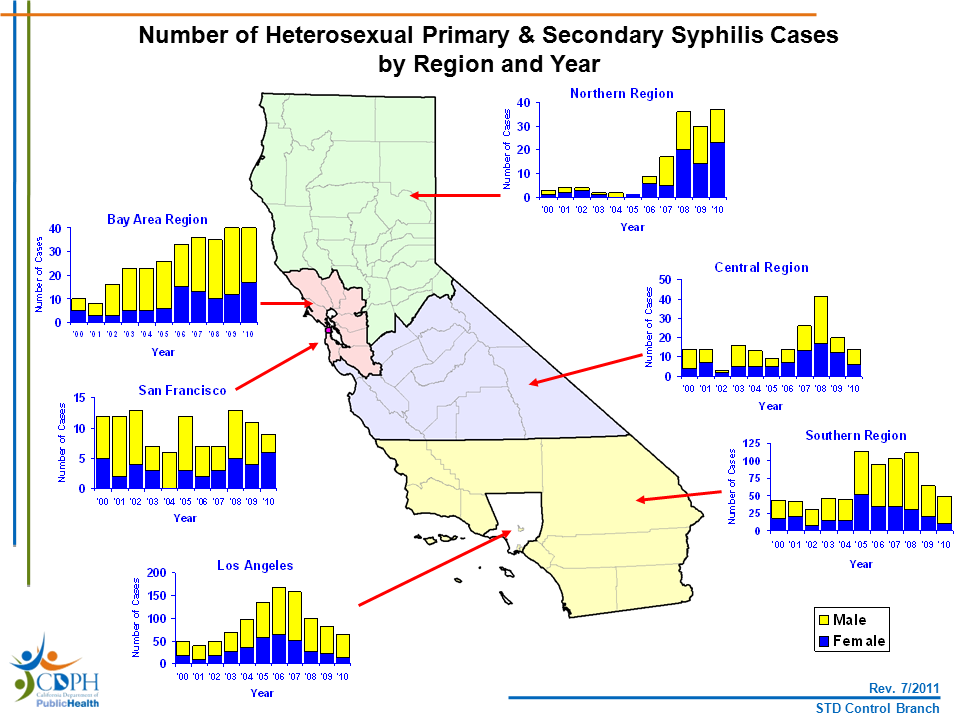 Number of Heterosexual Primary & Secondary Syphilis Cases
by Region and Year
Northern Region
Number of Cases
40
30
20
10
0
'00 '01 '02 '03 '04 '05 '06 '07 '08 '09 '10
Year
Bay Area Region
Number of Cases
40
30
20
10
0
'00 '01 '02 '03 '04 '05 '06 '07 '08 '09 '10
Year
Central Region
Number of Cases
50
40
30
20
10
0
'00 '01 '02 '03 '04 '05 '06 '07 '08 '09 '10
Year
San Francisco
Number of Cases
15
10
5
0
'00 '01 '02 '03 '04 '05 '06 '07 '08 '09 '10
Year
Southern Region
Number of Cases
125
100
75
50
25
0
'00 '01 '02 '03 '04 '05 '06 '07 '08 '09 '10
Year
Los Angeles
Number of Cases
200
150
100
50
0
'00 '01 '02 '03 '04 '05 '06 '07 '08 '09 '10
Year
Male
Female
CDPH
California Department of
PublicHealth
Rev. 7/2011
STD Control Branch